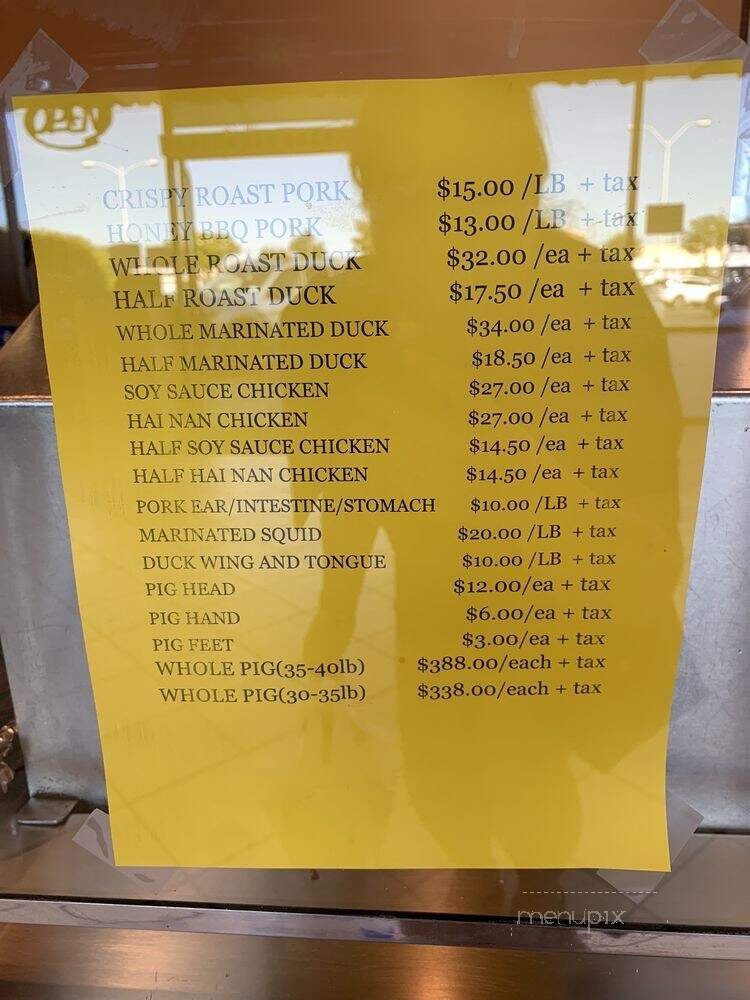 OPEN
CRISPY ROAST PORK $15.00 /LB + tax
HONEY BBQ PORK $13.00 /LB + tax
WHOLE ROAST DUCK $32.00 /ea + tax
HALF ROAST DUCK $17.50 /ea + tax
WHOLE MARINATED DUCK $34.00 /ea + tax
HALF MARINATED DUCK $18.50 /ea + tax
SOY SAUCE CHICKEN $27.00 /ea + tax
HAI NAN CHICKEN $27.00 /ea + tax
HALF SOY SAUCE CHICKEN $14.50 /ea + tax
HALF HAI NAN CHICKEN $14.50 /ea + tax
PORK EAR/INTESTINE/STOMACH $10.00 /LB + tax
MARINATED SQUID $20.00 /LB + tax
DUCK WING AND TONGUE $10.00 /LB + tax
PIG HEAD $12.00/ea + tax
PIG HAND $6.00/ea + tax
PIG FEET $3.00/ea + tax
WHOLE PIG(35-40lb) $388.00/each + tax
WHOLE PIG(30-35lb) $338.00/each + tax
menupix